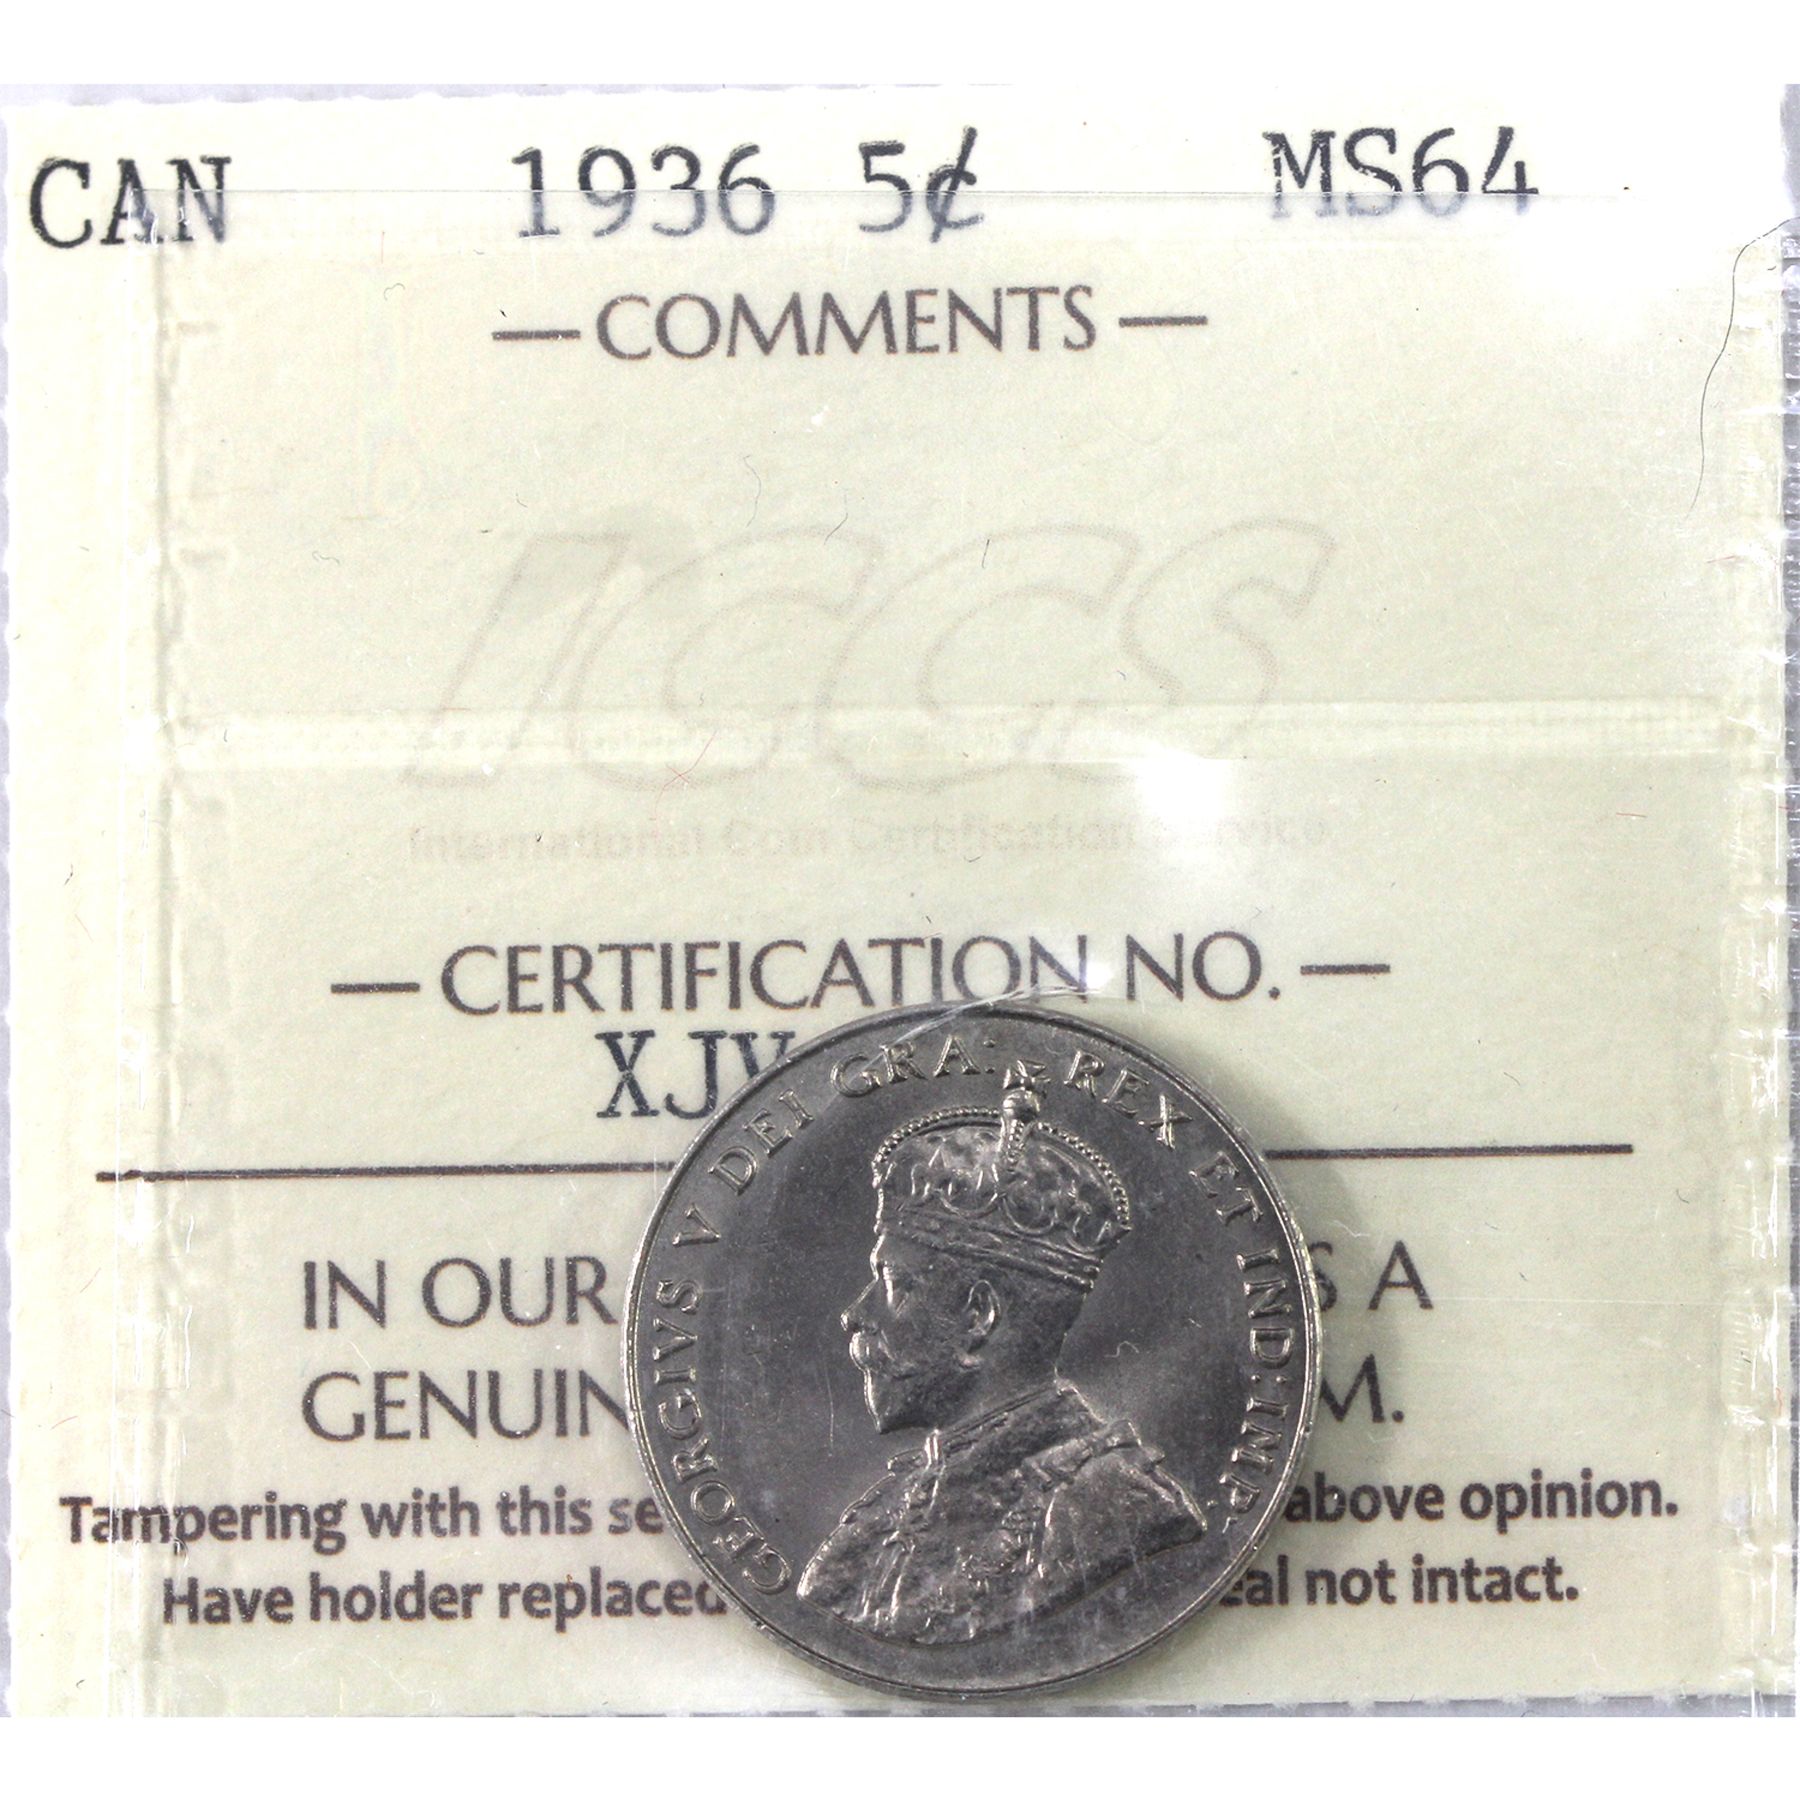 CAN 1936 5¢ MS64
— COMMENTS —
ICCS
International Coin Certification Service
— CERTIFICATION NO. —
XJV
IN OUR S A
GENUIN M.
Tampering with this se above opinion.
Have holder replaced eal not intact.
GEORGIVS V DEI GRA: REX ET IND: IMP: